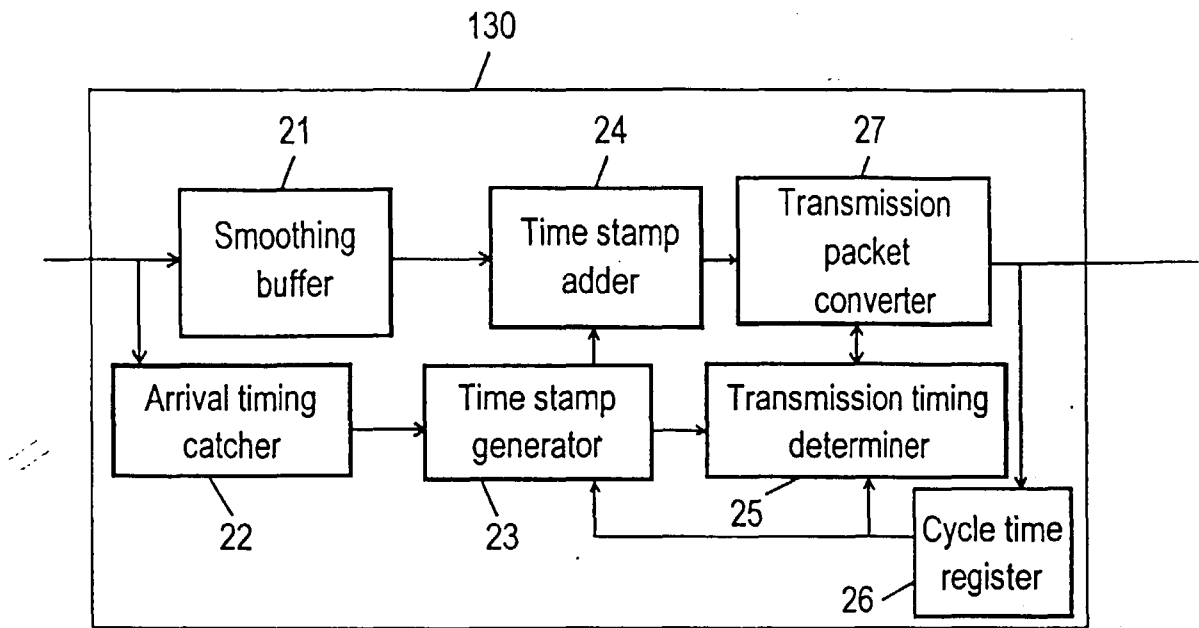 130
21
24
27
Smoothing
buffer
Time stamp
adder
Transmission
packet
converter
Arrival timing
catcher
Time stamp
generator
Transmission timing
determiner
22
23
25
Cycle time
register
26